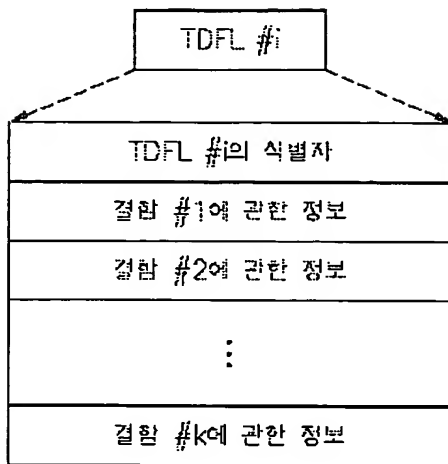 TDFL #i
TDFL #i의 식별자
결함 #1에 관한 정보
결함 #2에 관한 정보
⋮
결함 #k에 관한 정보